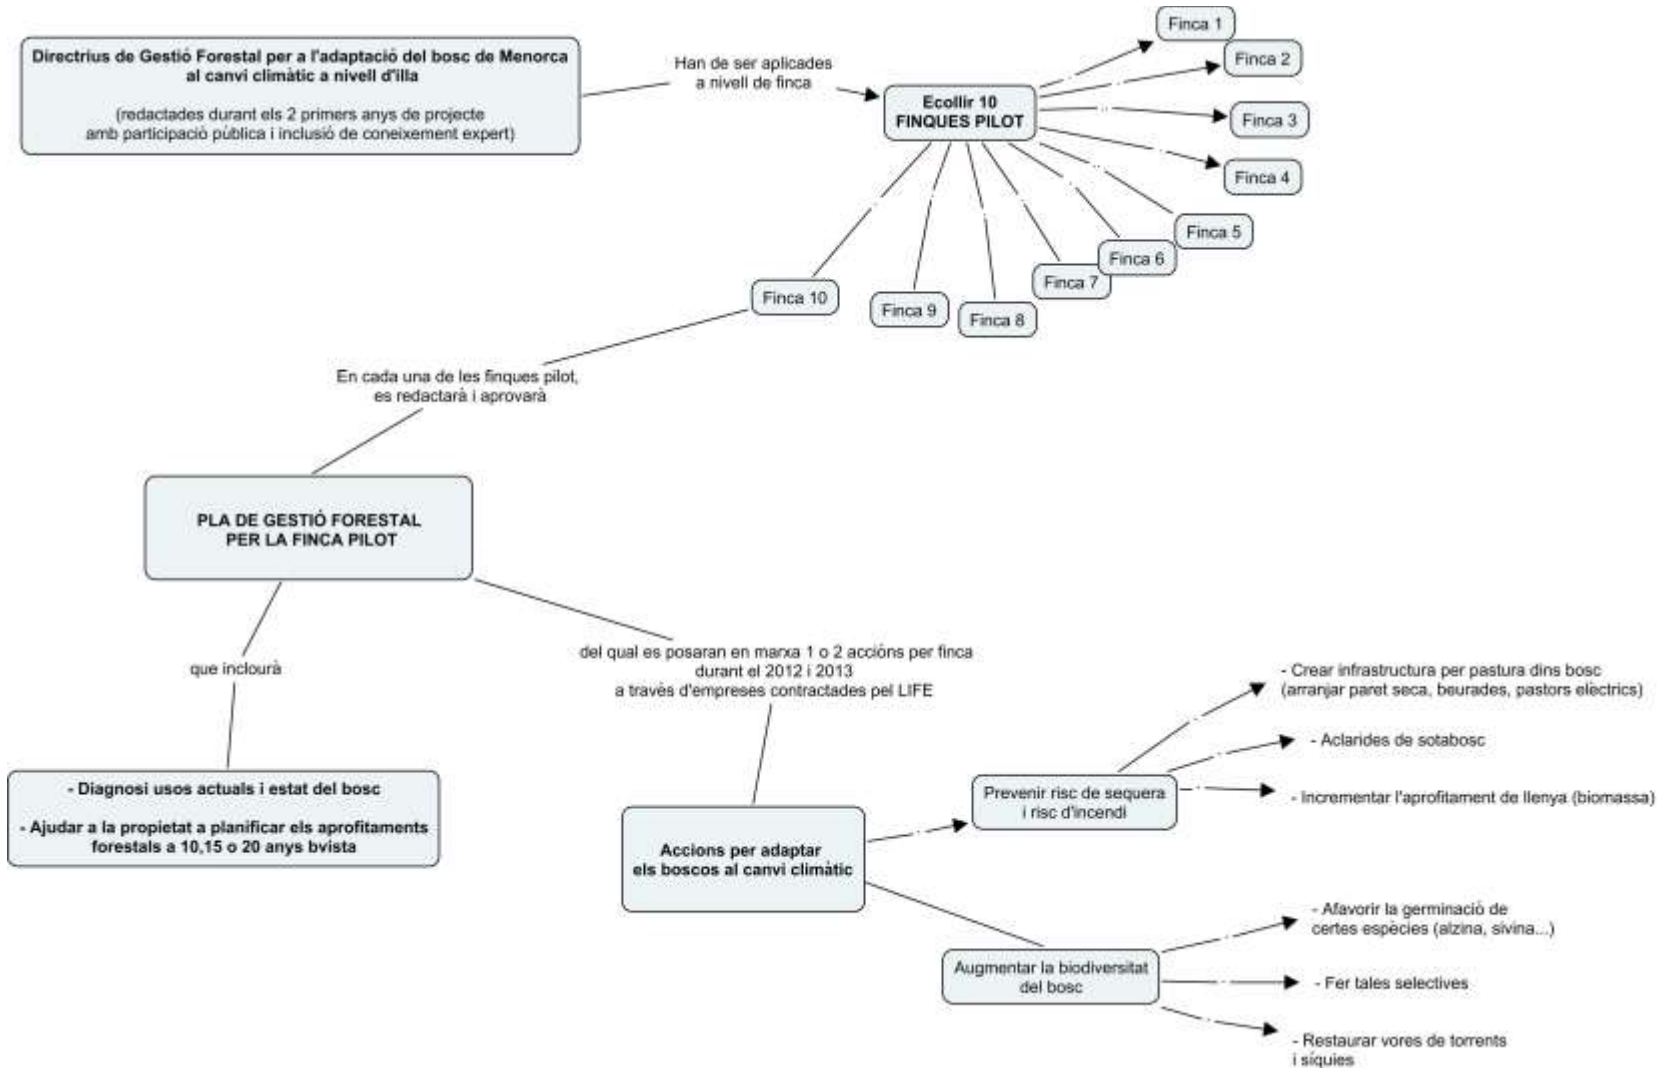 Directrius de Gestió Forestal per a l'adaptació del bosc de Menorca
al canvi climàtic a nivell d'illa
(redactades durant els 2 primers anys de projecte
amb participació pública i inclusió de coneixement expert)
Han de ser aplicades
a nivell de finca
Ecollir 10
FINQUES PILOT
Finca 1
Finca 2
Finca 3
Finca 4
Finca 5
Finca 6
Finca 7
Finca 8
Finca 9
Finca 10
En cada una de les finques pilot,
es redactarà i aprovarà
PLA DE GESTIÓ FORESTAL
PER LA FINCA PILOT
que inclourà
- Diagnosi usos actuals i estat del bosc
- Ajudar a la propietat a planificar els aprofitaments
forestals a 10,15 o 20 anys bvista
del qual es posaran en marxa 1 o 2 accións per finca
durant el 2012 i 2013
a través d'empreses contractades pel LIFE
Accions per adaptar
els boscos al canvi climàtic
Prevenir risc de sequera
i risc d'incendi
- Crear infrastructura per pastura dins bosc
(arranjar paret seca, beurades, pastors elèctrics)
- Aclarides de sotabosc
- Incrementar l'aprofitament de llenya (biomassa)
Augmentar la biodiversitat
del bosc
- Afavorir la germinació de
certes espècies (alzina, sivina...)
- Fer tales selectives
- Restaurar vores de torrents
i síquies